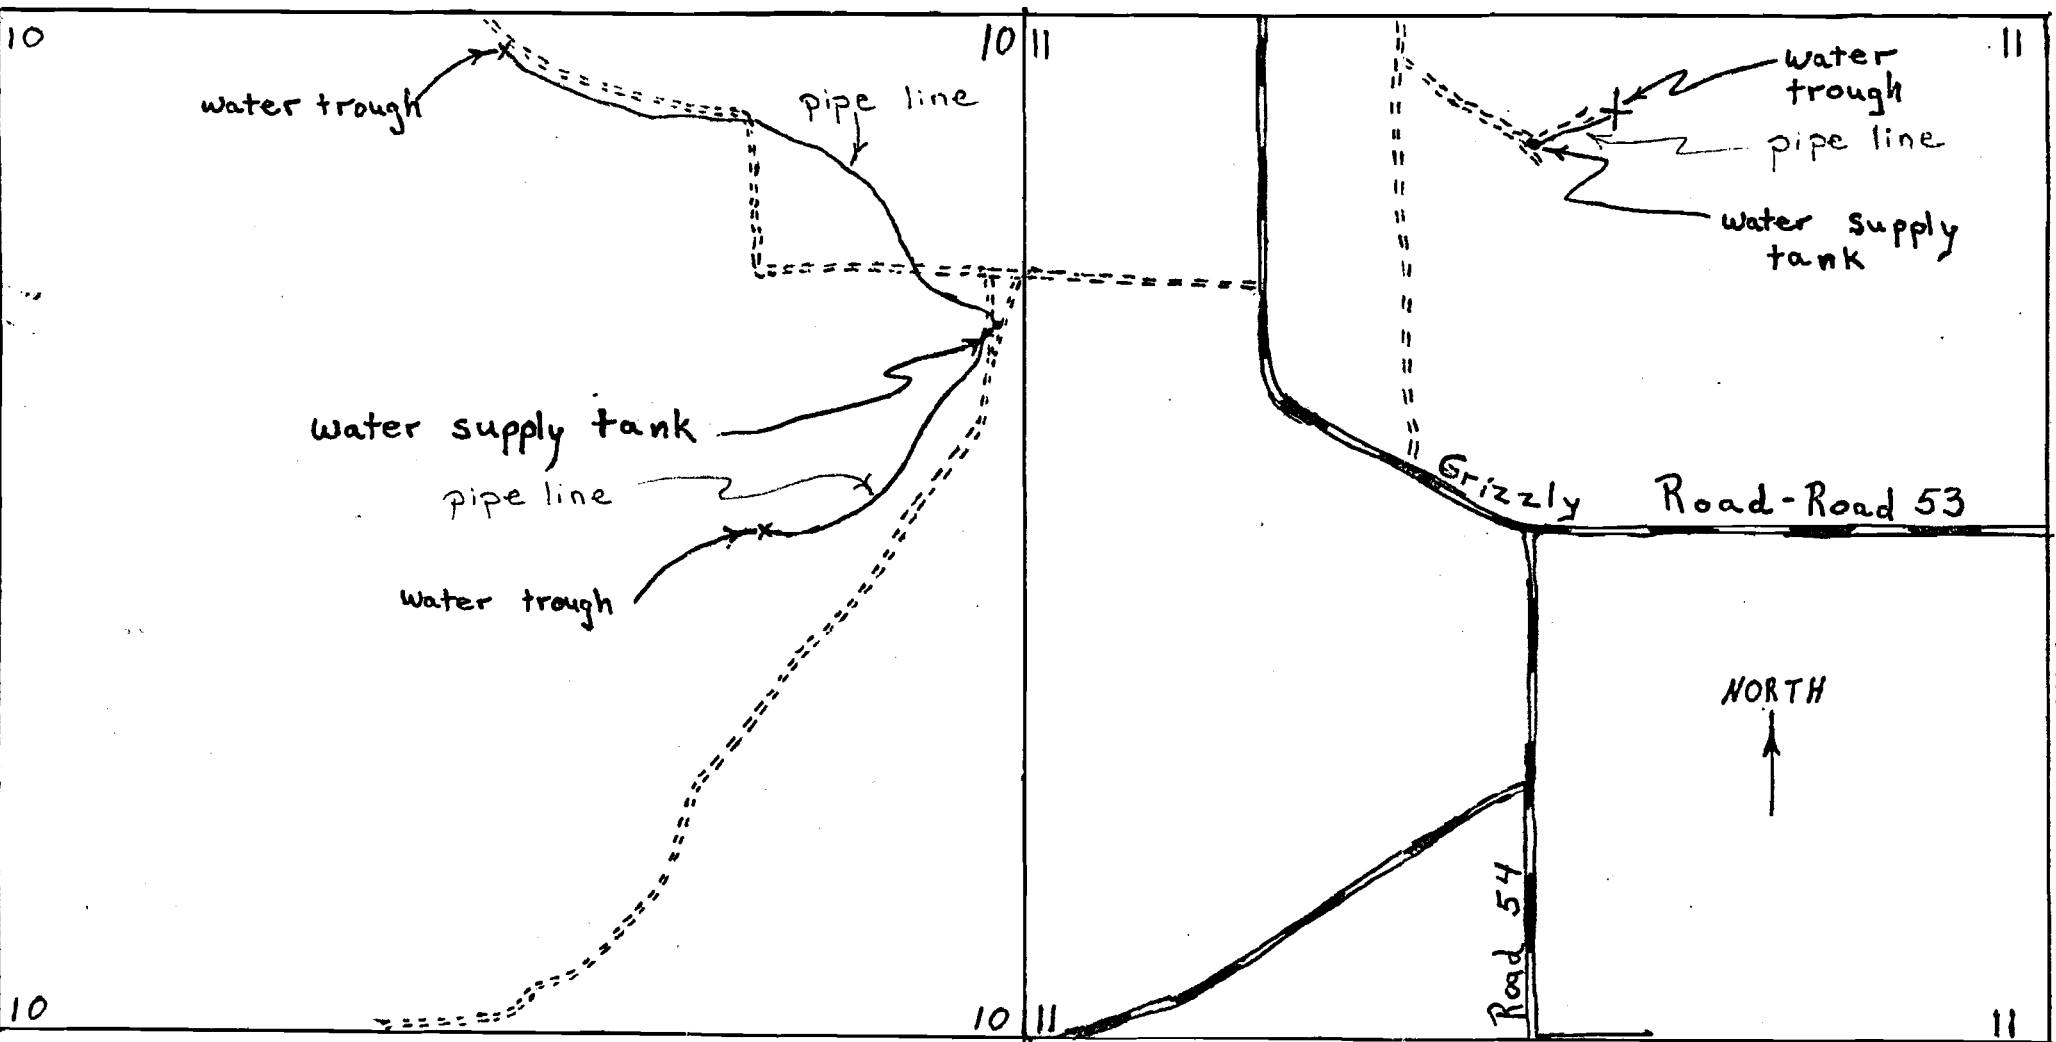 10
10
11
11
water trough
pipe line
water
trough
pipe line
water supply
tank
water supply tank
pipe line
water trough
Grizzly Road-Road 53
NORTH
Road 54
10
10
11
11